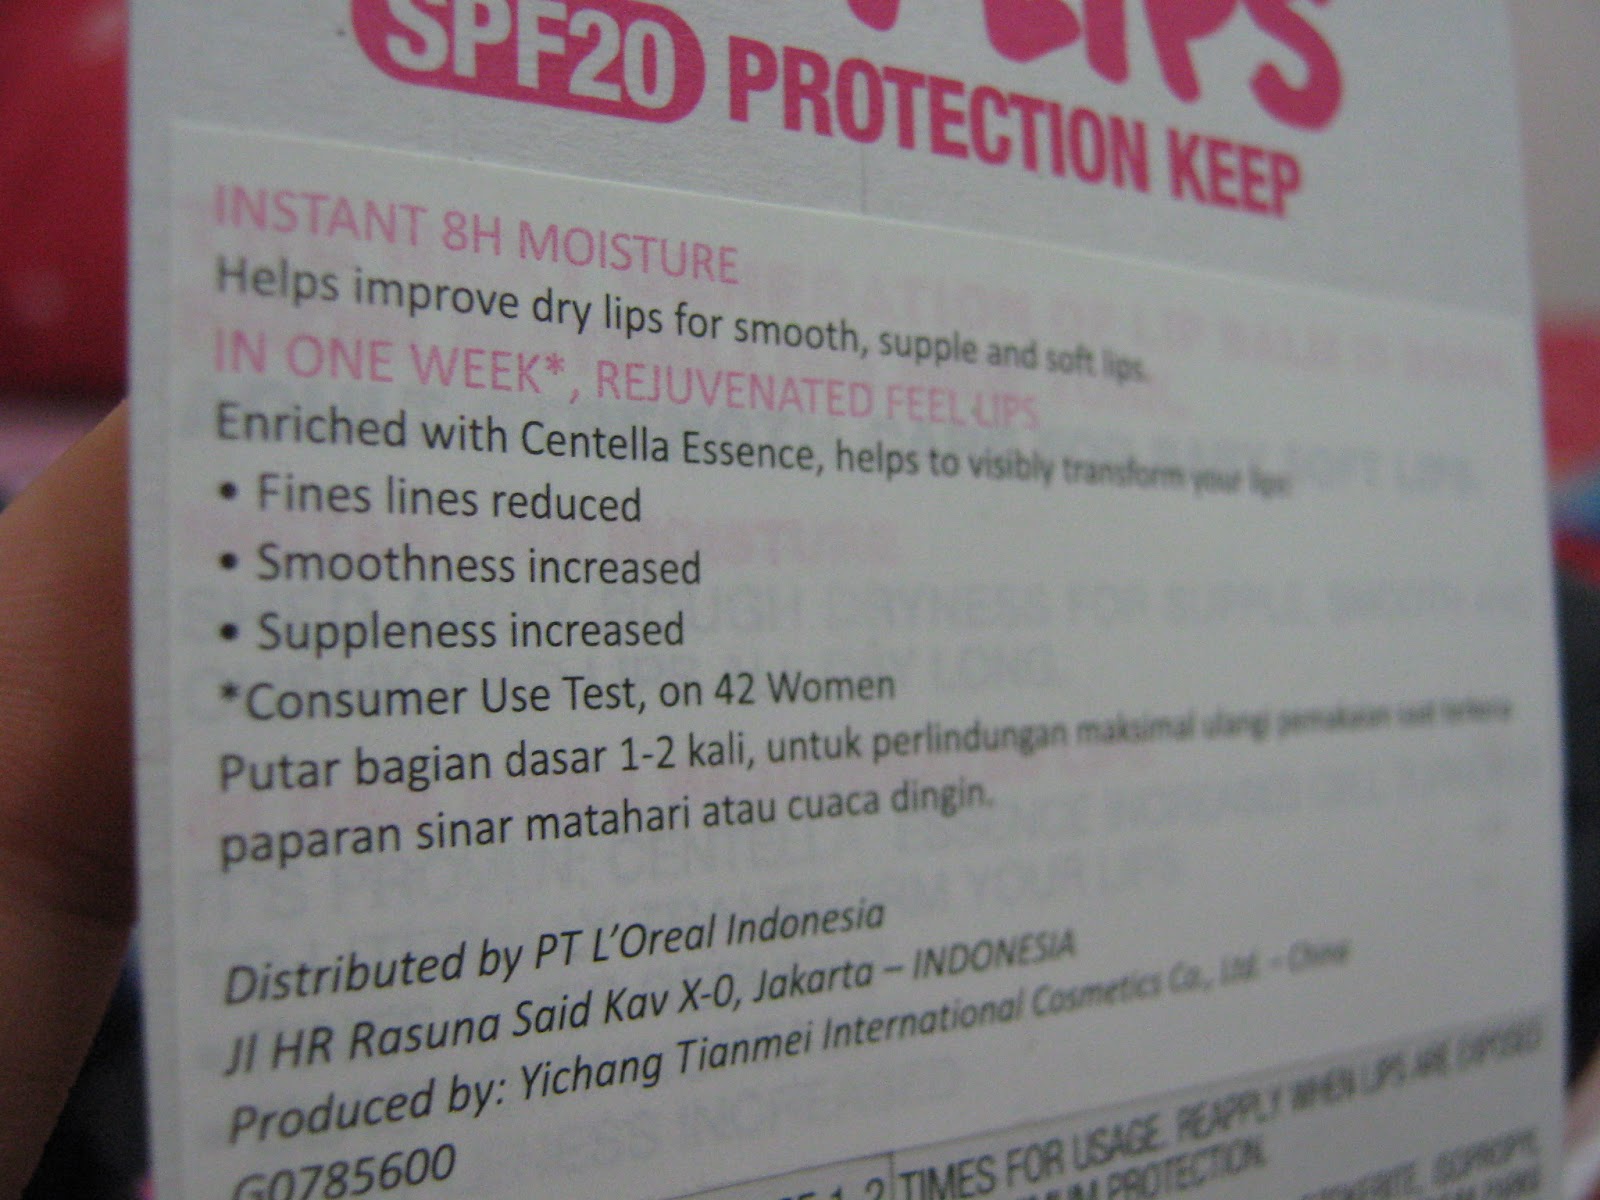 LIPS
SPF20 PROTECTION KEEP
INSTANT 8H MOISTURE
Helps improve dry lips for smooth, supple and soft lips.
IN ONE WEEK*, REJUVENATED FEEL LIPS
Enriched with Centella Essence, helps to visibly transform your lips:
• Fines lines reduced
• Smoothness increased
• Suppleness increased
*Consumer Use Test, on 42 Women
Putar bagian dasar 1-2 kali, untuk perlindungan maksimal ulangi pemakaian saat terkena
paparan sinar matahari atau cuaca dingin.
Distributed by PT L'Oreal Indonesia
Jl HR Rasuna Said Kav X-0, Jakarta – INDONESIA
Produced by: Yichang Tianmei International Cosmetics Co., Ltd. – China
G0785600
1-2 TIMES FOR USAGE. REAPPLY WHEN LIPS ARE EXPOSED
PROTECTION.